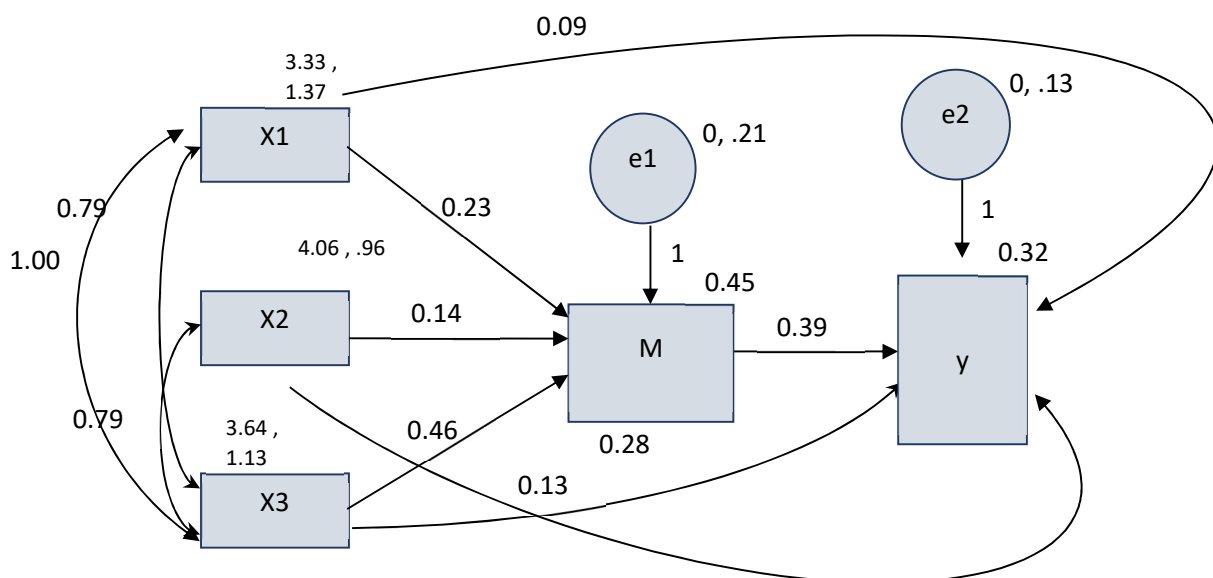 0.09
3.33 ,
1.37
X1
e1
0, .21
e2
0, .13
0.79
0.23
1
1
1.00
4.06 , .96
0.32
0.45
X2
0.14
M
0.39
y
0.79
3.64 ,
1.13
0.46
0.28
X3
0.13